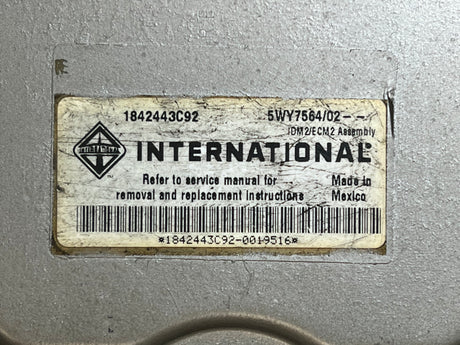 1842443C92 5WY7564/02- -
IDM2/ECM2 Assembly
INTERNATIONAL
INTERNATIONAL®
Refer to service manual for Made in
removal and replacement instructions Mexico
*1842443C92-0019516*